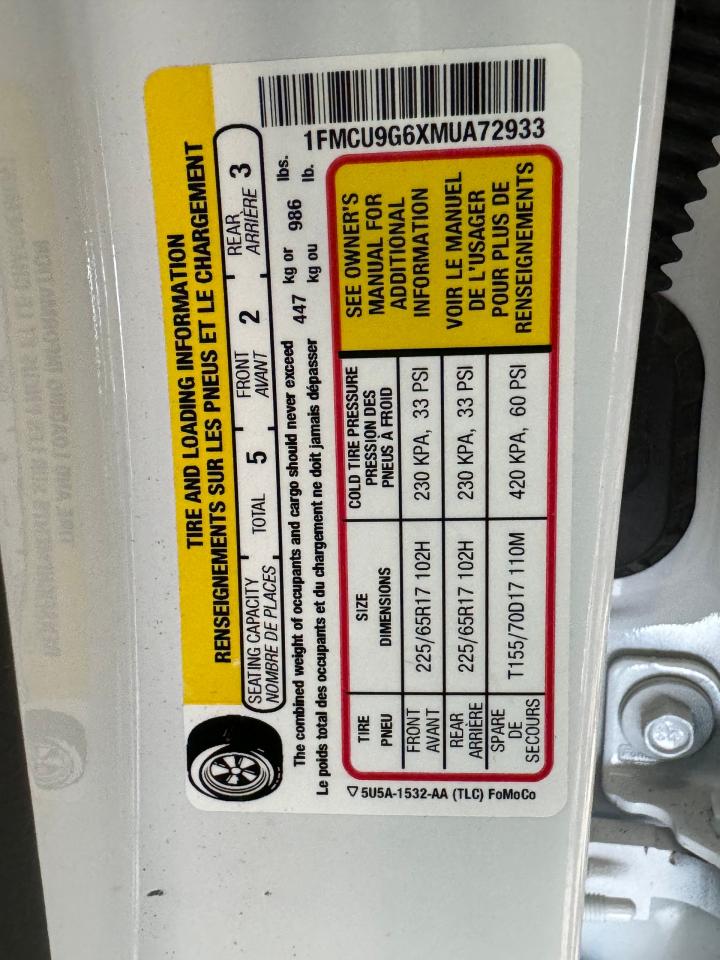 1FMCU9G6XMUA72933
TIRE AND LOADING INFORMATION
RENSEIGNEMENTS SUR LES PNEUS ET LE CHARGEMENT
SEATING CAPACITY
NOMBRE DE PLACES
TOTAL 5
FRONT
AVANT 2
REAR
ARRIÈRE 3
The combined weight of occupants and cargo should never exceed 447 kg or 986 lbs.
Le poids total des occupants et du chargement ne doit jamais dépasser kg ou lb.
TIRE
PNEU
SIZE
DIMENSIONS
COLD TIRE PRESSURE
PRESSION DES
PNEUS À FROID
FRONT
AVANT
225/65R17 102H
230 KPA, 33 PSI
REAR
ARRIÈRE
225/65R17 102H
230 KPA, 33 PSI
SPARE
DE
SECOURS
T155/70D17 110M
420 KPA, 60 PSI
SEE OWNER'S
MANUAL FOR
ADDITIONAL
INFORMATION
VOIR LE MANUEL
DE L'USAGER
POUR PLUS DE
RENSEIGNEMENTS
▽ 5U5A-1532-AA (TLC) FoMoCo